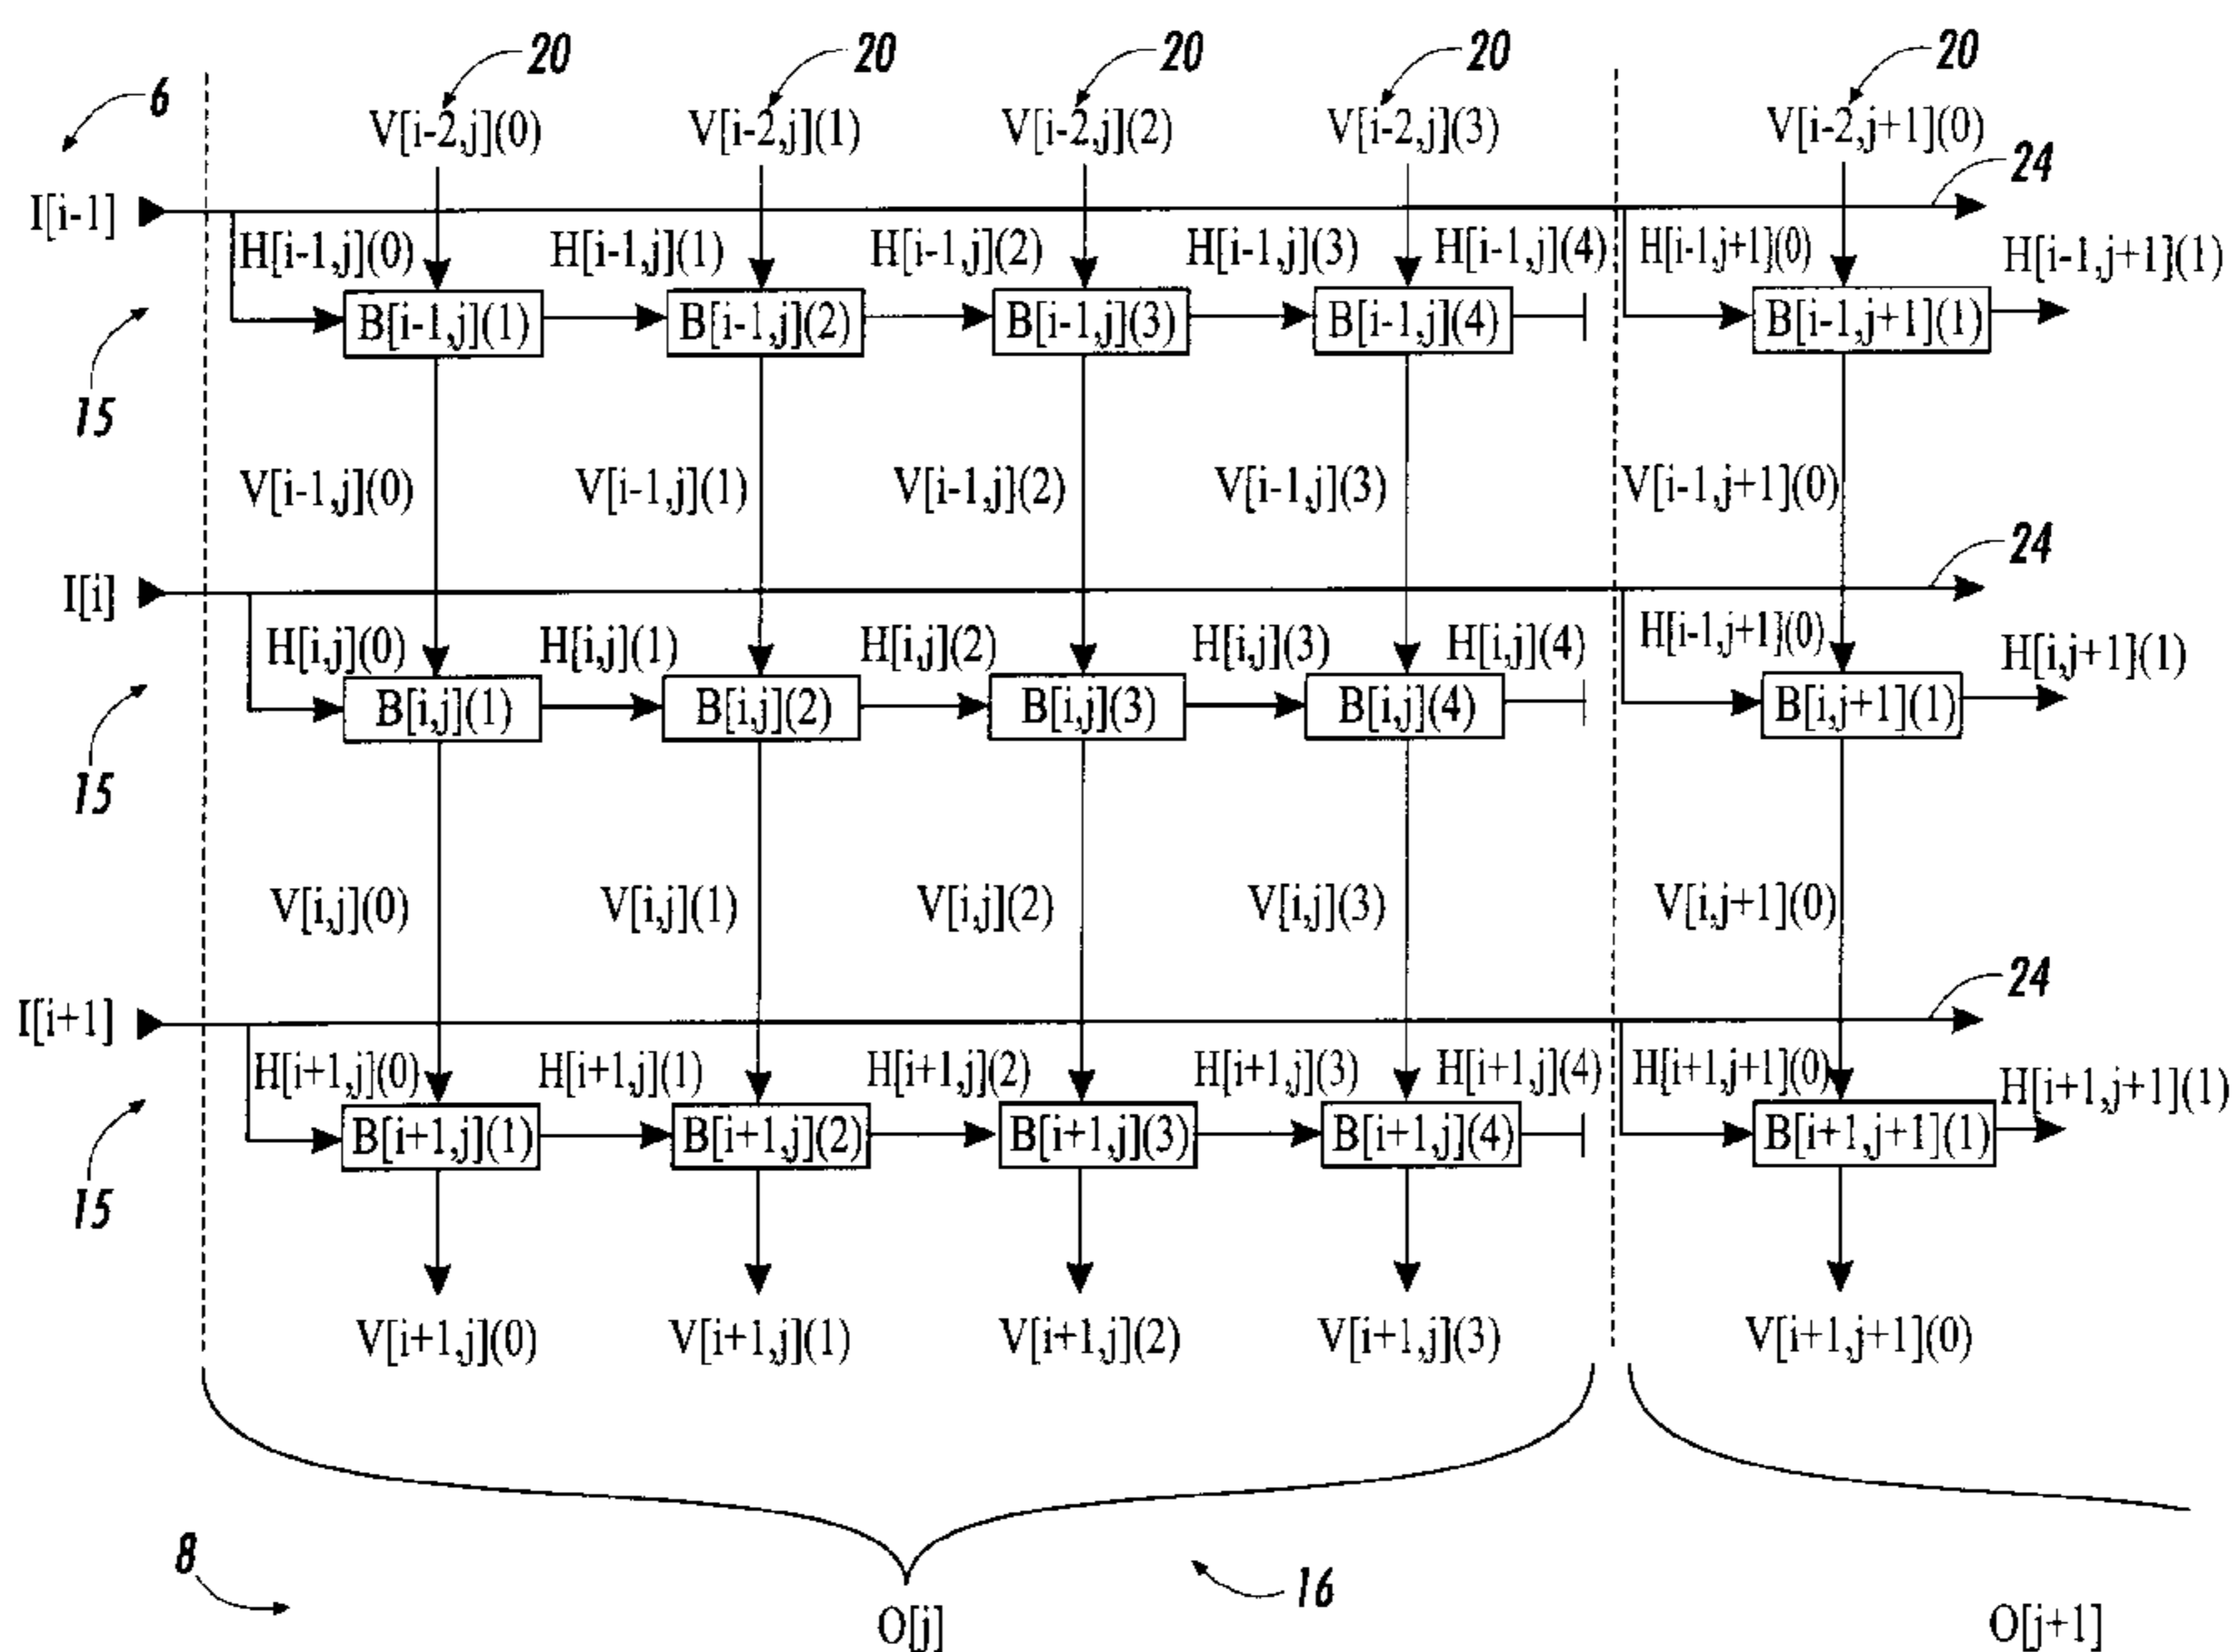 20 20 20 20 20
6
V[i-2,j](0) V[i-2,j](1) V[i-2,j](2) V[i-2,j](3) V[i-2,j+1](0)
24
I[i-1]
H[i-1,j](0) H[i-1,j](1) H[i-1,j](2) H[i-1,j](3) H[i-1,j](4) H[i-1,j+1](0) H[i-1,j+1](1)
B[i-1,j](1) B[i-1,j](2) B[i-1,j](3) B[i-1,j](4) B[i-1,j+1](1)
15
V[i-1,j](0) V[i-1,j](1) V[i-1,j](2) V[i-1,j](3) V[i-1,j+1](0)
24
I[i]
H[i,j](0) H[i,j](1) H[i,j](2) H[i,j](3) H[i,j](4) H[i-1,j+1](0) H[i,j+1](1)
B[i,j](1) B[i,j](2) B[i,j](3) B[i,j](4) B[i,j+1](1)
15
V[i,j](0) V[i,j](1) V[i,j](2) V[i,j](3) V[i,j+1](0)
24
I[i+1]
H[i+1,j](0) H[i+1,j](1) H[i+1,j](2) H[i+1,j](3) H[i+1,j](4) H[i+1,j+1](0) H[i+1,j+1](1)
B[i+1,j](1) B[i+1,j](2) B[i+1,j](3) B[i+1,j](4) B[i+1,j+1](1)
15
V[i+1,j](0) V[i+1,j](1) V[i+1,j](2) V[i+1,j](3) V[i+1,j+1](0)
8
16
O[j] O[j+1]